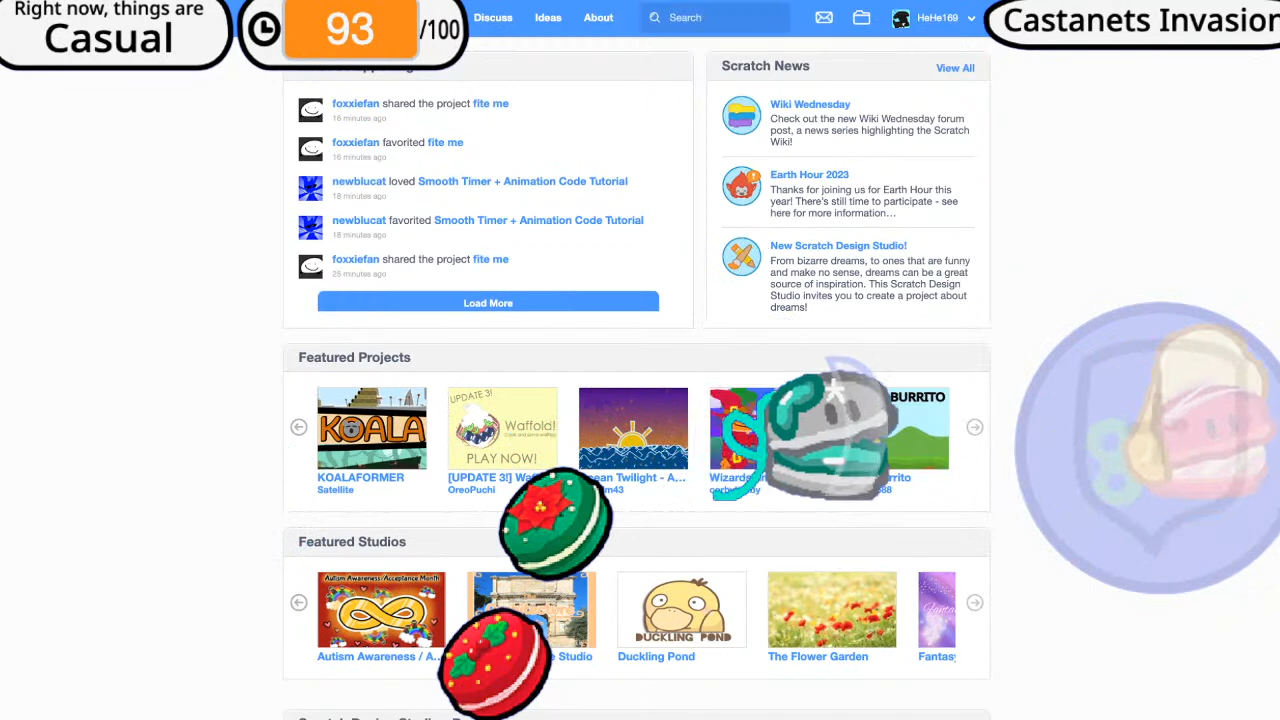 Right now, things are
Casual
93
/100
Discuss
Ideas
About
Search
HeHe169
Castanets Invasion
foxxiefan shared the project fite me
16 minutes ago
foxxiefan favorited fite me
16 minutes ago
newblucat loved Smooth Timer + Animation Code Tutorial
18 minutes ago
newblucat favorited Smooth Timer + Animation Code Tutorial
18 minutes ago
foxxiefan shared the project fite me
25 minutes ago
Load More
Scratch News
View All
Wiki Wednesday
Check out the new Wiki Wednesday forum
post, a news series highlighting the Scratch
Wiki!
Earth Hour 2023
Thanks for joining us for Earth Hour this
year! There's still time to participate - see
here for more information…
New Scratch Design Studio!
From bizarre dreams, to ones that are funny
and make no sense, dreams can be a great
source of inspiration. This Scratch Design
Studio invites you to create a project about
dreams!
Featured Projects
KOALA
UPDATE 3!
Waffold!
PLAY NOW!
BURRITO
KOALAFORMER
Satellite
[UPDATE 3!]
OreoPuchi
Twilight - A...
Featured Studios
Autism Awareness/Acceptance Month
DUCKLING POND
Autism Awareness / A...
Studio
Duckling Pond
The Flower Garden